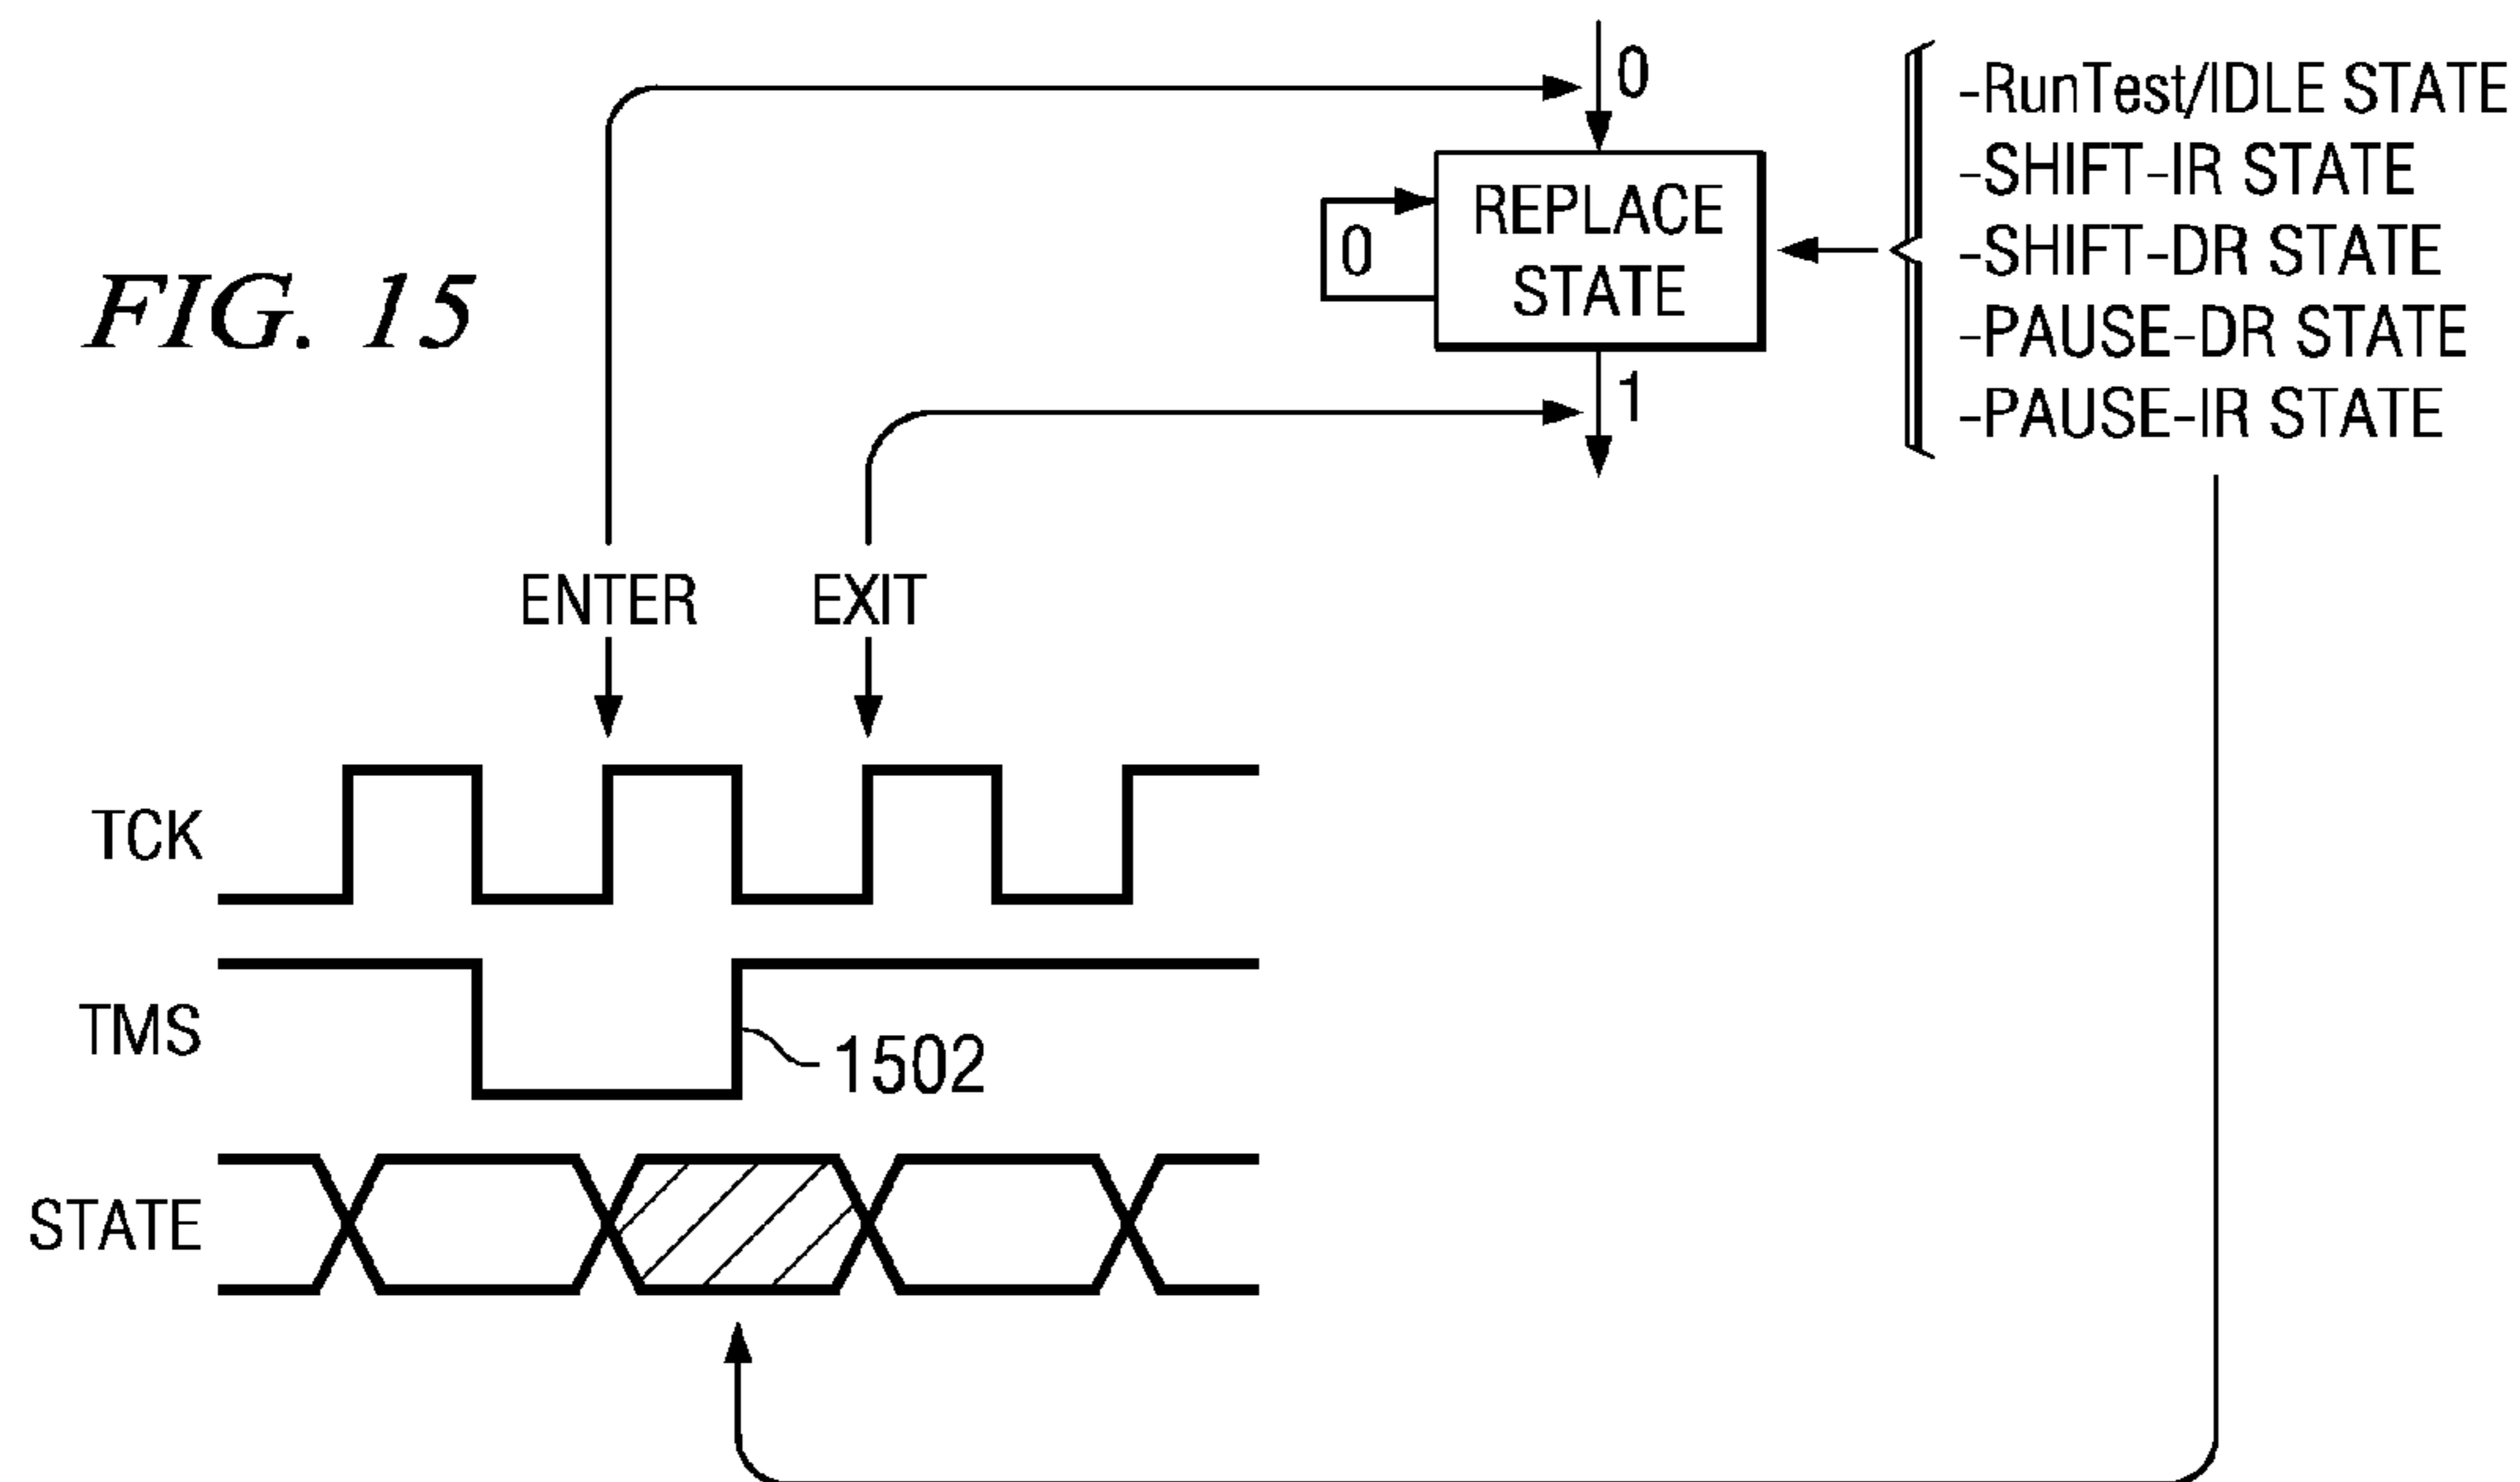 FIG. 15
0
REPLACE
STATE
0
1
-RunTest/IDLE STATE
-SHIFT-IR STATE
-SHIFT-DR STATE
-PAUSE-DR STATE
-PAUSE-IR STATE
ENTER
EXIT
TCK
TMS
1502
STATE